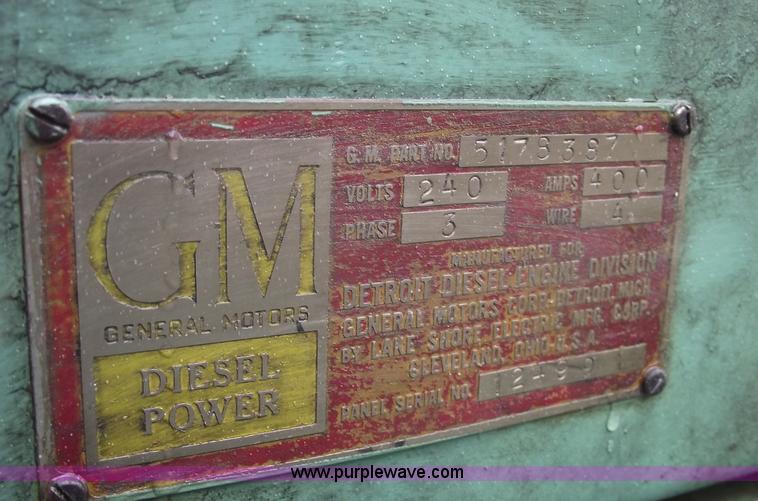 GM
GENERAL MOTORS
DIESEL
POWER
G. M. PART NO.
VOLTS 240 AMPS 400
PHASE 3 WIRE 4
MANUFACTURED FOR
DETROIT DIESEL ENGINE DIVISION
GENERAL MOTORS CORP. DETROIT, MICH.
BY LAKE SHORE ELECTRIC MFG. CORP.
CLEVELAND, OHIO-U.S.A.
PANEL SERIAL NO.
www.purplewave.com